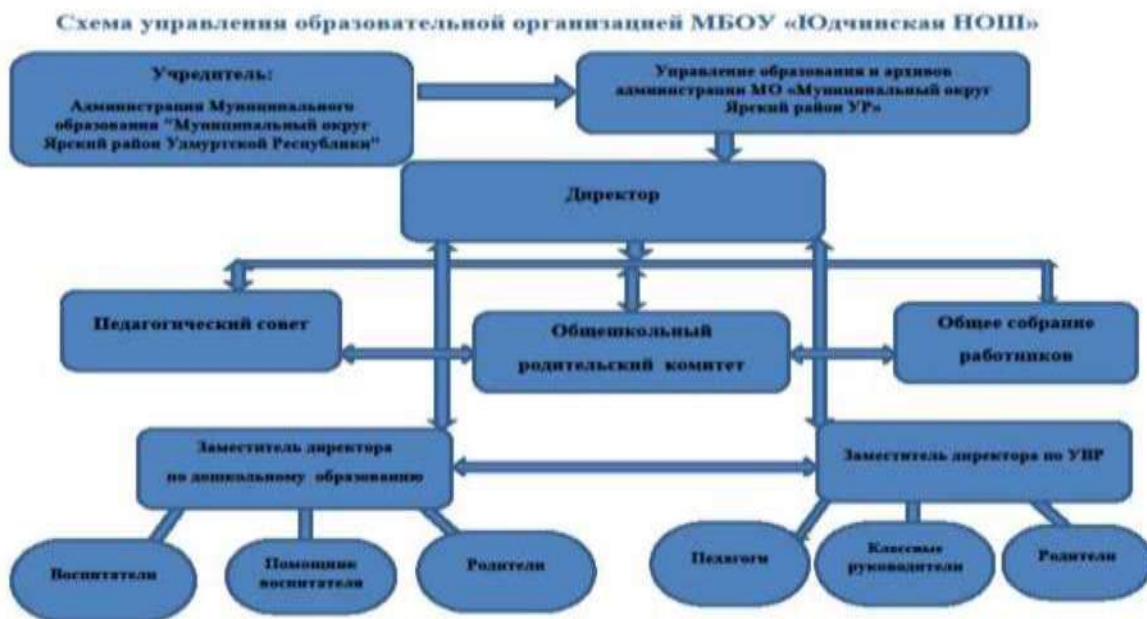 Схема управления образовательной организацией МБОУ «Юдчинская НОШ»
Учредитель:
Администрация Муниципального
образования "Муниципальный округ
Ярский район Удмуртской Республики"
Управление образования и архивов
администрации МО «Муниципальный округ
Ярский район УР»
Директор
Педагогический совет
Общешкольный
родительский комитет
Общее собрание
работников
Заместитель директора
по дошкольному образованию
Заместитель директора по УВР
Воспитатели
Помощник
воспитателя
Родители
Педагоги
Классные
руководители
Родители